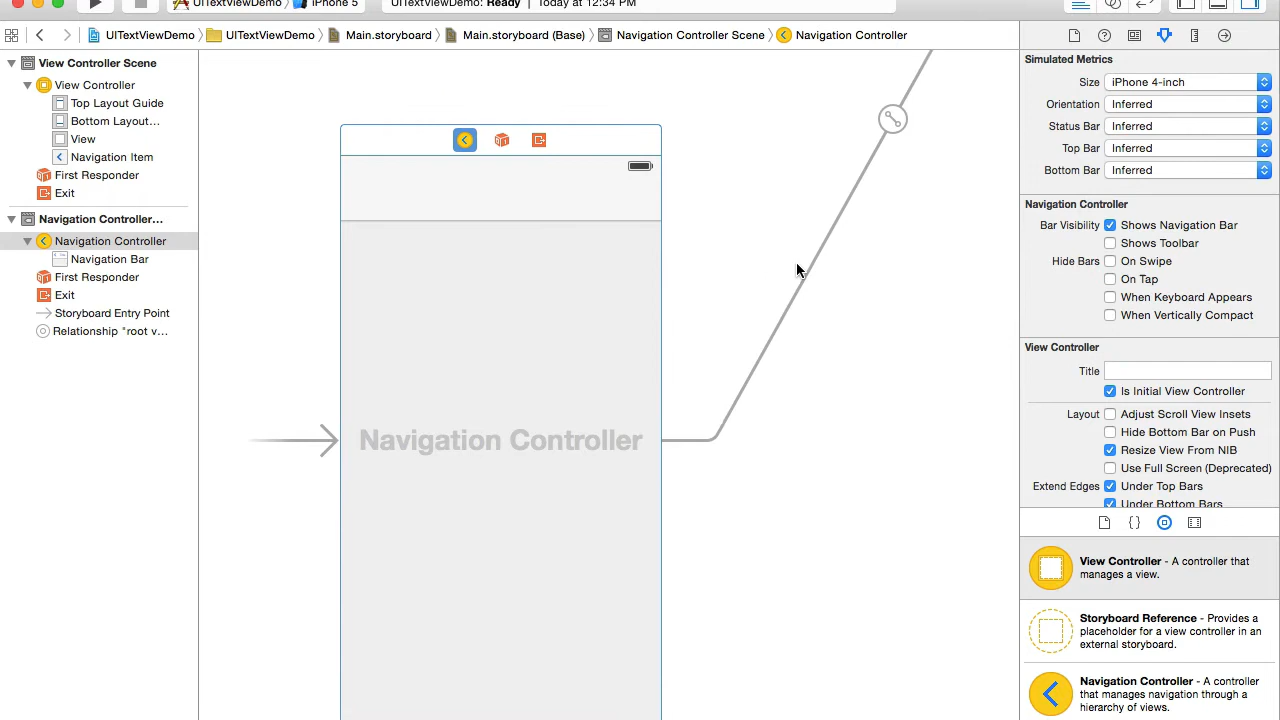 UITextViewDemo
iPhone 5
UITextViewDemo: Ready
Today at 12:34 PM
UITextViewDemo
UITextViewDemo
Main.storyboard
Main.storyboard (Base)
Navigation Controller Scene
Navigation Controller
View Controller Scene
View Controller
Top Layout Guide
Bottom Layout...
View
Navigation Item
First Responder
Exit
Navigation Controller...
Navigation Controller
Navigation Bar
First Responder
Exit
Storyboard Entry Point
Relationship "root v...
Navigation Controller
Simulated Metrics
Size iPhone 4-inch
Orientation Inferred
Status Bar Inferred
Top Bar Inferred
Bottom Bar Inferred
Navigation Controller
Bar Visibility Shows Navigation Bar
Shows Toolbar
Hide Bars On Swipe
On Tap
When Keyboard Appears
When Vertically Compact
View Controller
Title
Is Initial View Controller
Layout Adjust Scroll View Insets
Hide Bottom Bar on Push
Resize View From NIB
Use Full Screen (Deprecated)
Extend Edges Under Top Bars
Under Bottom Bars
View Controller - A controller that
manages a view.
Storyboard Reference - Provides a
placeholder for a view controller in an
external storyboard.
Navigation Controller - A controller
that manages navigation through a
hierarchy of views.